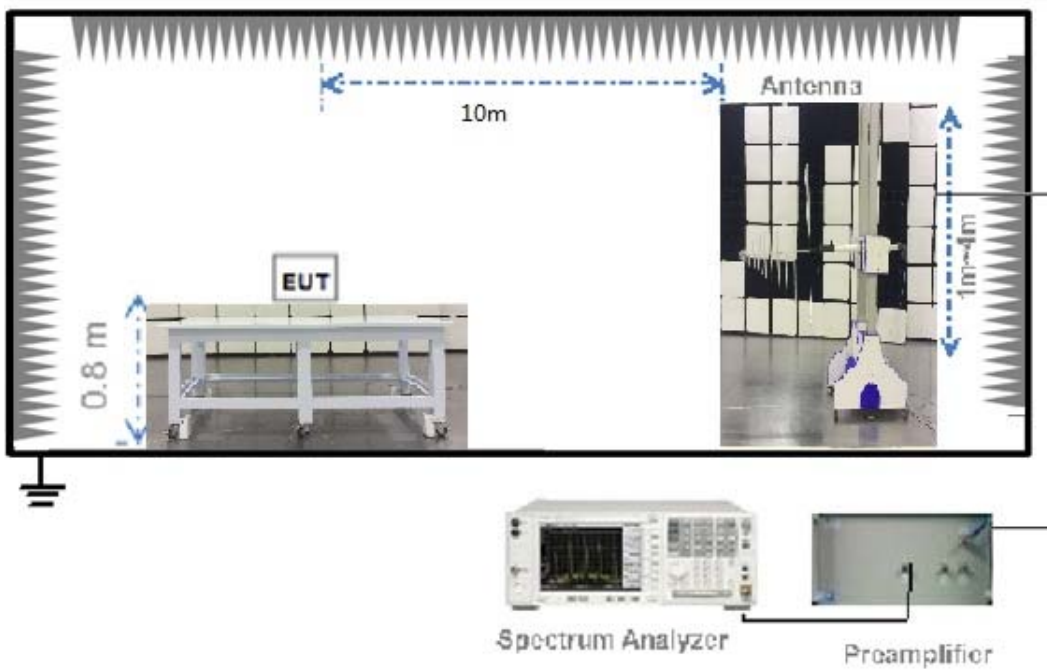 Antenna
10m
1m~4m
EUT
0.8 m
Spectrum Analyzer
Preamplifier